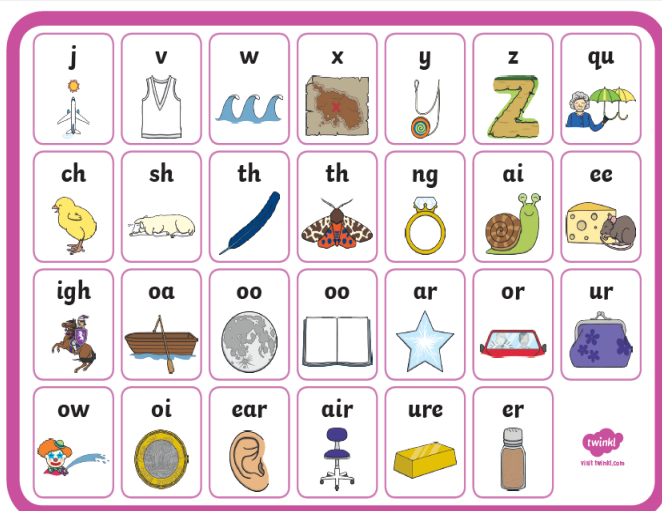 j v w x y z qu
ch sh th th ng ai ee
igh oa oo oo ar or ur
ow oi ear air ure er
twinkl
visit twinkl.com